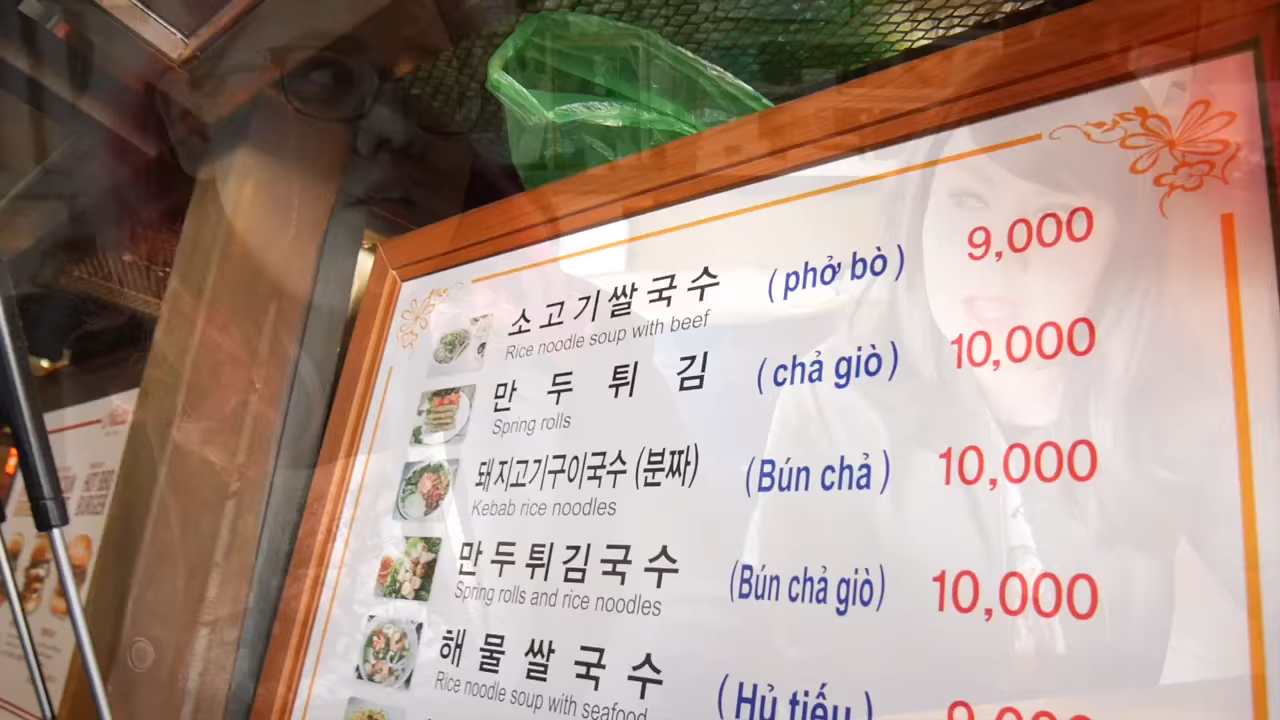 소고기쌀국수 (phở bò) 9,000
Rice noodle soup with beef
만두튀김 (chả giò) 10,000
Spring rolls
돼지고기구이국수 (분짜) (Bún chả) 10,000
Kebab rice noodles
만두튀김국수 (Bún chả giò) 10,000
Spring rolls and rice noodles
해물쌀국수 (Hủ tiếu) 9,000
Rice noodle soup with seafood